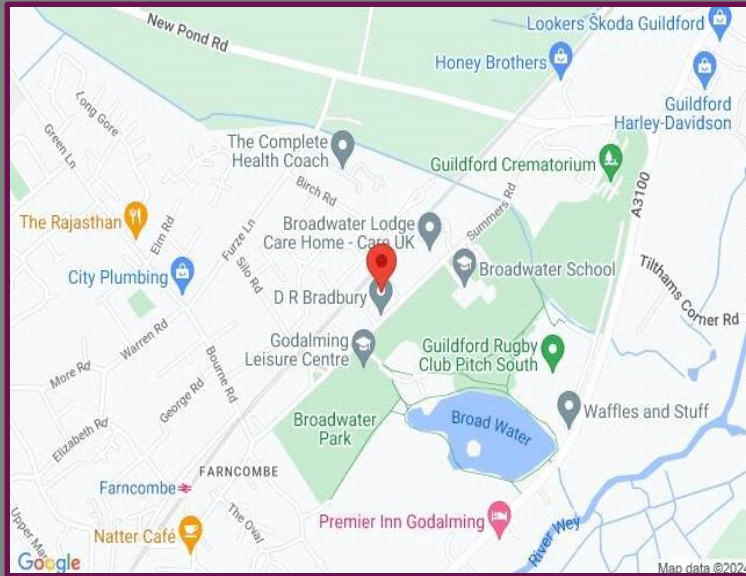 New Pond Rd
Lookers Škoda Guildford
Honey Brothers
Guildford
Harley-Davidson
Long Gore
Green Ln
The Complete
Health Coach
Guildford Crematorium
Birch Rd
Summers Rd
A3100
The Rajasthan
Elm Rd
Furze Ln
Broadwater Lodge
Care Home - Care UK
City Plumbing
Silo Rd
Broadwater School
Tilthams Corner Rd
D R Bradbury
Warren Rd
Godalming
Leisure Centre
Guildford Rugby
Club Pitch South
More Rd
Bourne Rd
George Rd
Waffles and Stuff
Elizabeth Rd
Broadwater
Park
Broad Water
FARNCOMBE
Farncombe
The Oval
Premier Inn Godalming
River Wey
Upper
Natter Café
Google
Map data ©2024